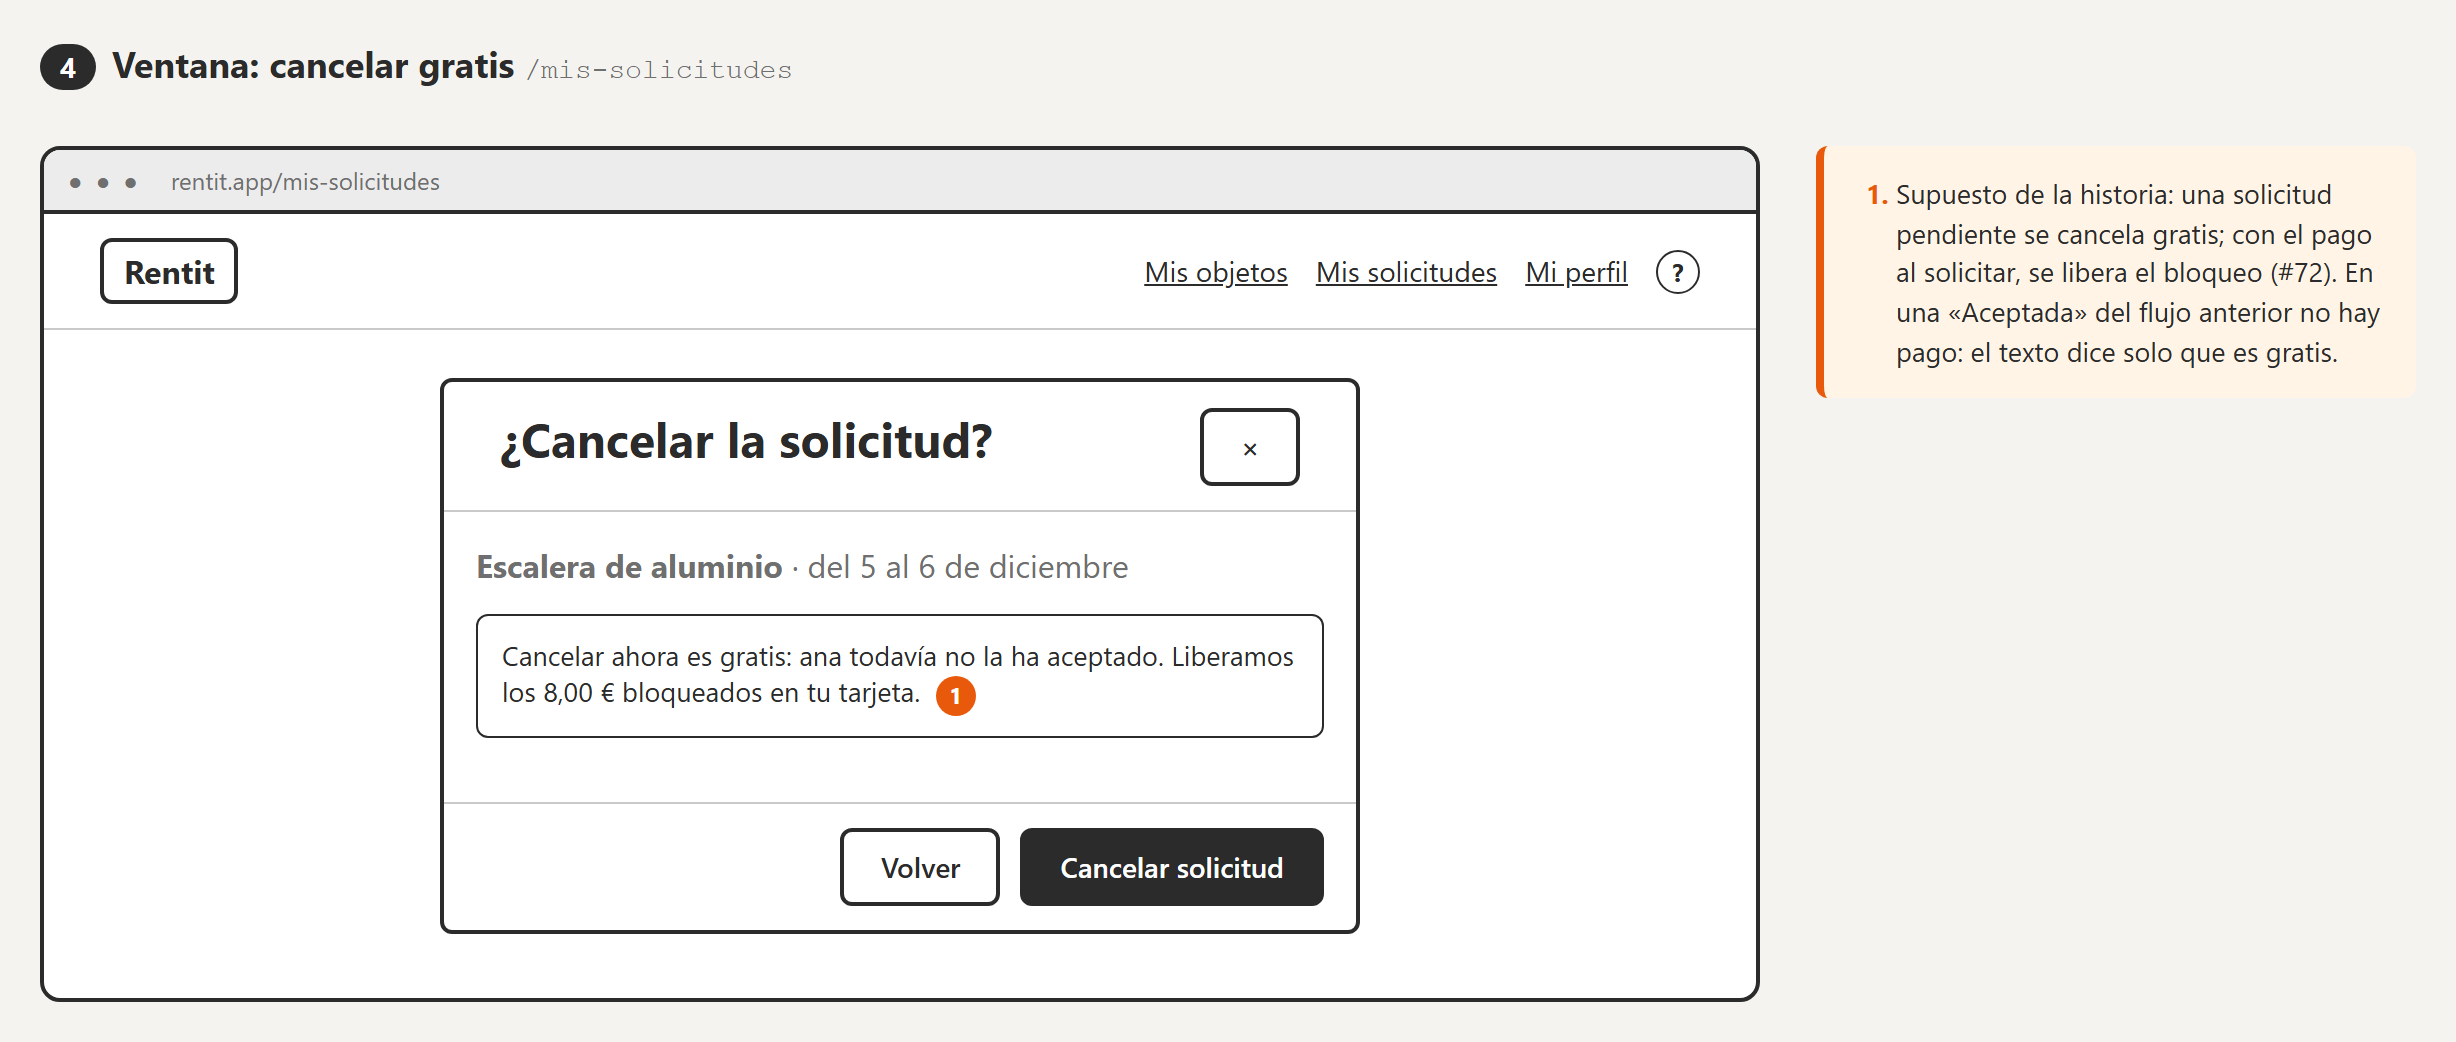 4 Ventana: cancelar gratis /mis-solicitudes
rentit.app/mis-solicitudes
Rentit
Mis objetos Mis solicitudes Mi perfil ?
¿Cancelar la solicitud? ×
Escalera de aluminio · del 5 al 6 de diciembre
Cancelar ahora es gratis: ana todavía no la ha aceptado. Liberamos
los 8,00 € bloqueados en tu tarjeta. 1
Volver Cancelar solicitud
1. Supuesto de la historia: una solicitud
pendiente se cancela gratis; con el pago
al solicitar, se libera el bloqueo (#72). En
una «Aceptada» del flujo anterior no hay
pago: el texto dice solo que es gratis.